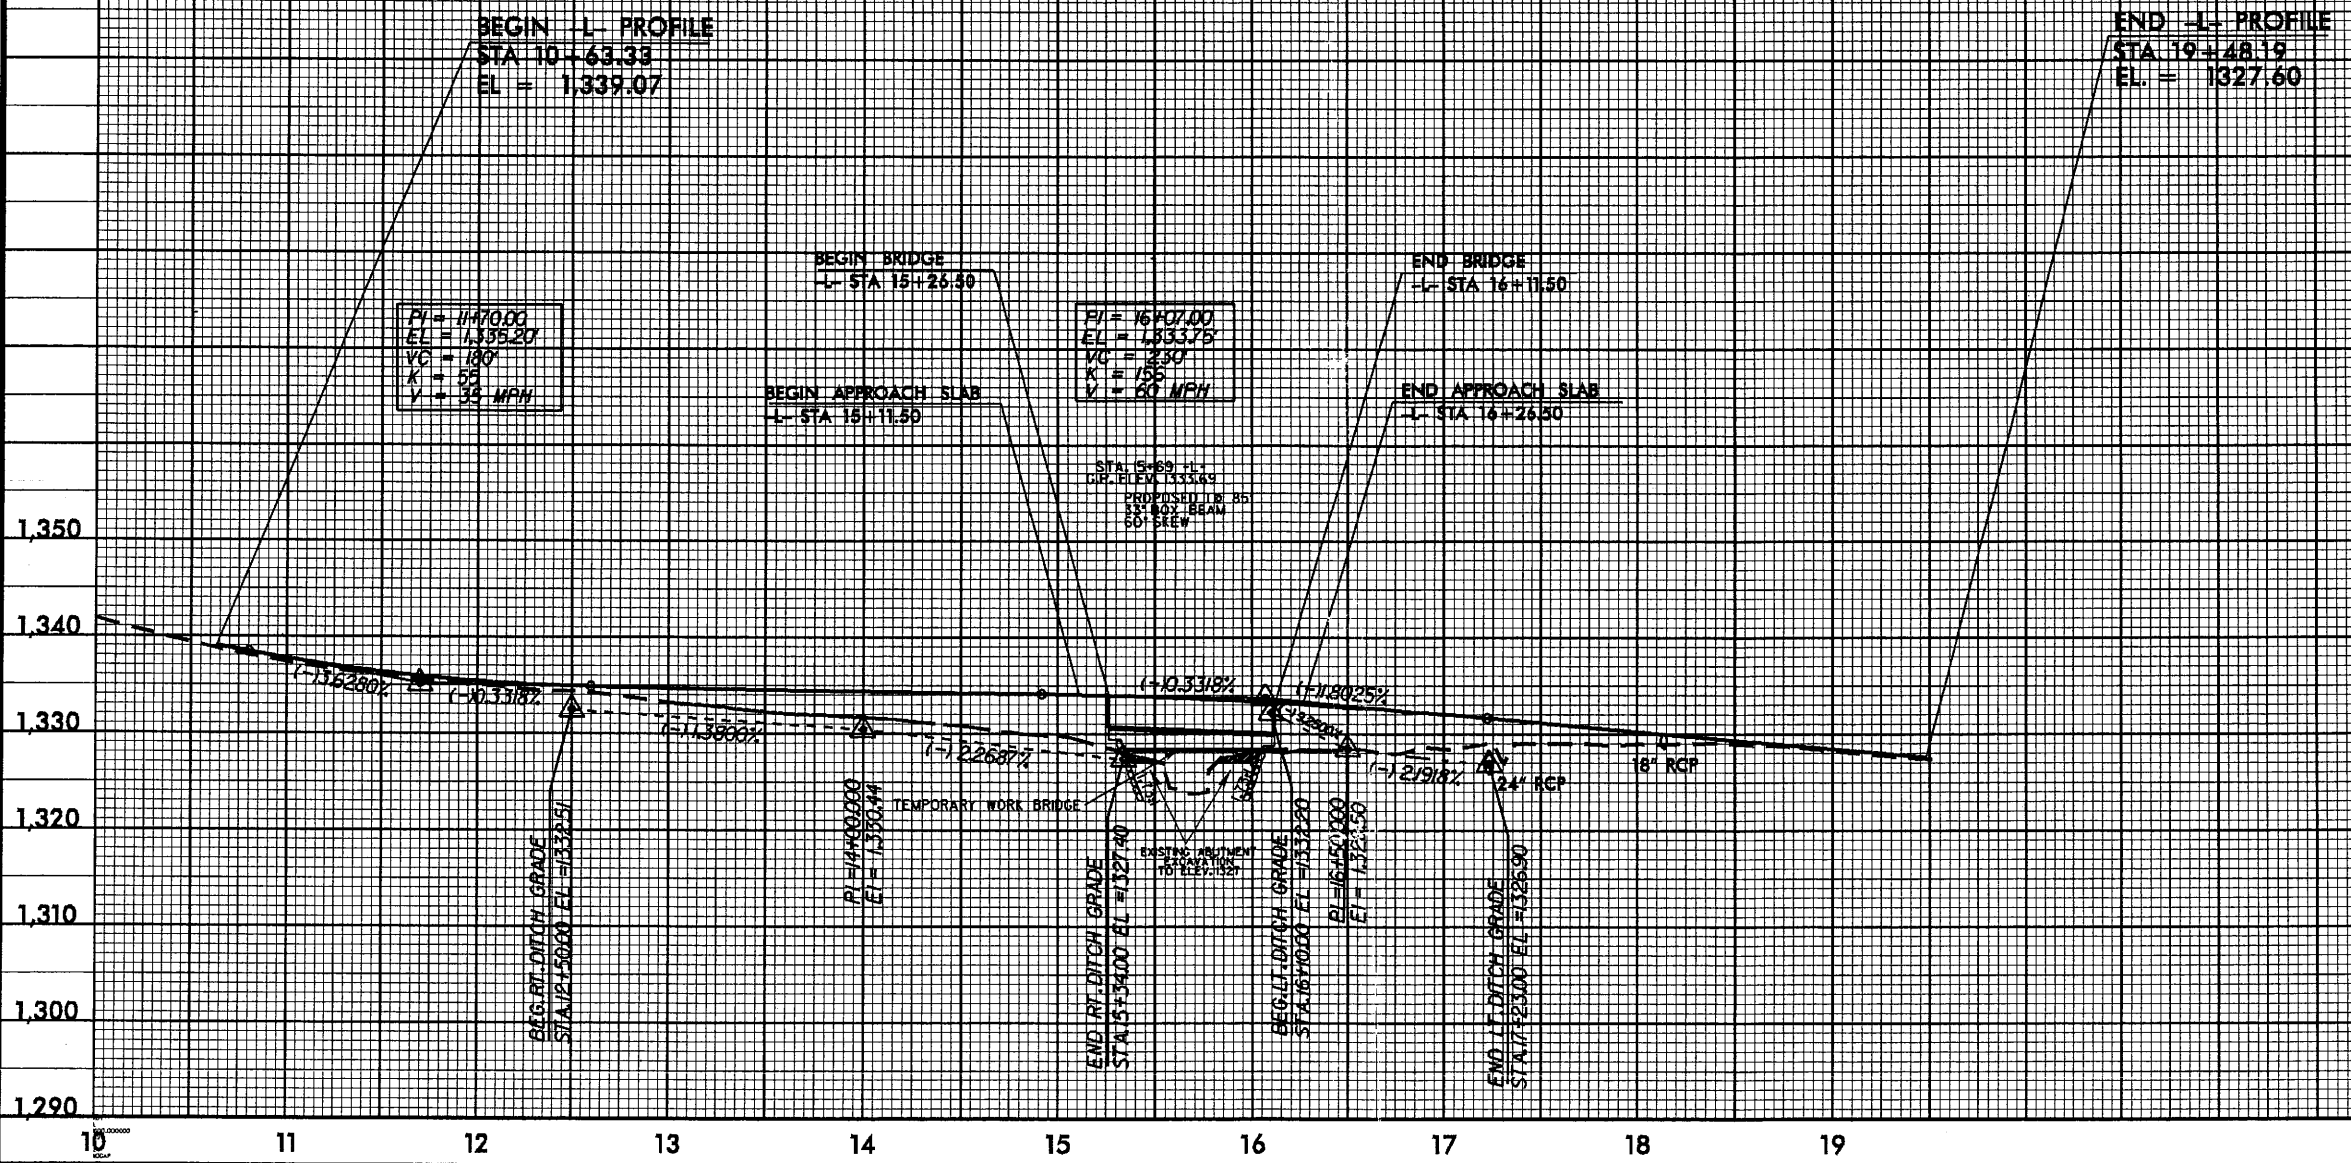 BEGIN -L- PROFILE
STA 10+63.33
EL = 1,339.07
END -L- PROFILE
STA. 19+48.19
EL. = 1327.60
BEGIN BRIDGE
-L- STA 15+26.50
END BRIDGE
-L- STA 16+11.50
PI = 11+70.00
EL = 1,335.20'
VC = 180'
K = 55
V = 35 MPH
PI = 16+07.00
EL = 1,333.75'
VC = 230'
K = 156
V = 60 MPH
BEGIN APPROACH SLAB
-L- STA 15+11.50
END APPROACH SLAB
-L- STA 16+26.50
STA. 15+69 -L-
G.P. ELEV. 1333.69
PROPOSED 1@ 85'
33" BOX BEAM
60° SKEW
1,350
1,340
1,330
1,320
1,310
1,300
1,290
(-)3.6280%
(-)0.3318%
(-)0.3318%
(-)1.8025%
(-)1.3800%
(-)2.2687%
(-)2.1918%
18" RCP
24" RCP
TEMPORARY WORK BRIDGE
EXISTING ABUTMENT
EXCAVATION
TO ELEV. 1327
BEG.RT.DITCH GRADE
STA.12+50.00 EL =1332.51
PI =14+00.000
El = 1,330.44
END RT.DITCH GRADE
STA.15+34.00 EL =1327.40
BEG.LT.DITCH GRADE
STA.16+10.00 EL =1332.20
PI =16+50.000
El = 1,328.50
END LT.DITCH GRADE
STA.17+23.00 EL =1326.90
10
11
12
13
14
15
16
17
18
19